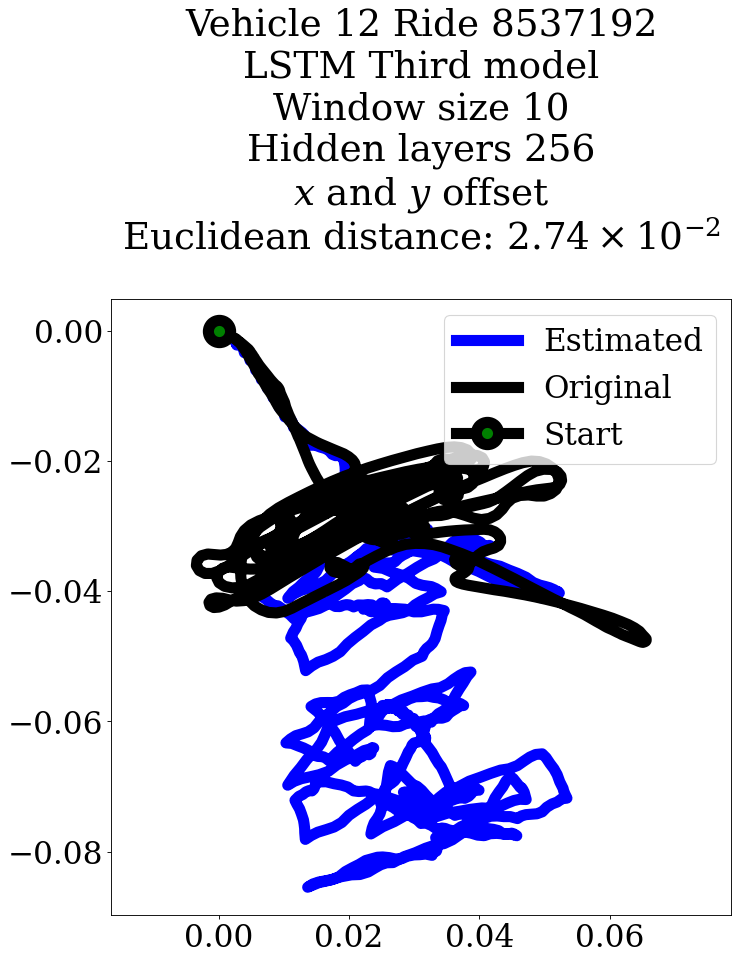 Vehicle 12 Ride 8537192
LSTM Third model
Window size 10
Hidden layers 256
x and y offset
Euclidean distance: 2.74 × 10⁻²
Estimated
Original
Start
0.00
−0.02
−0.04
−0.06
−0.08
0.00 0.02 0.04 0.06